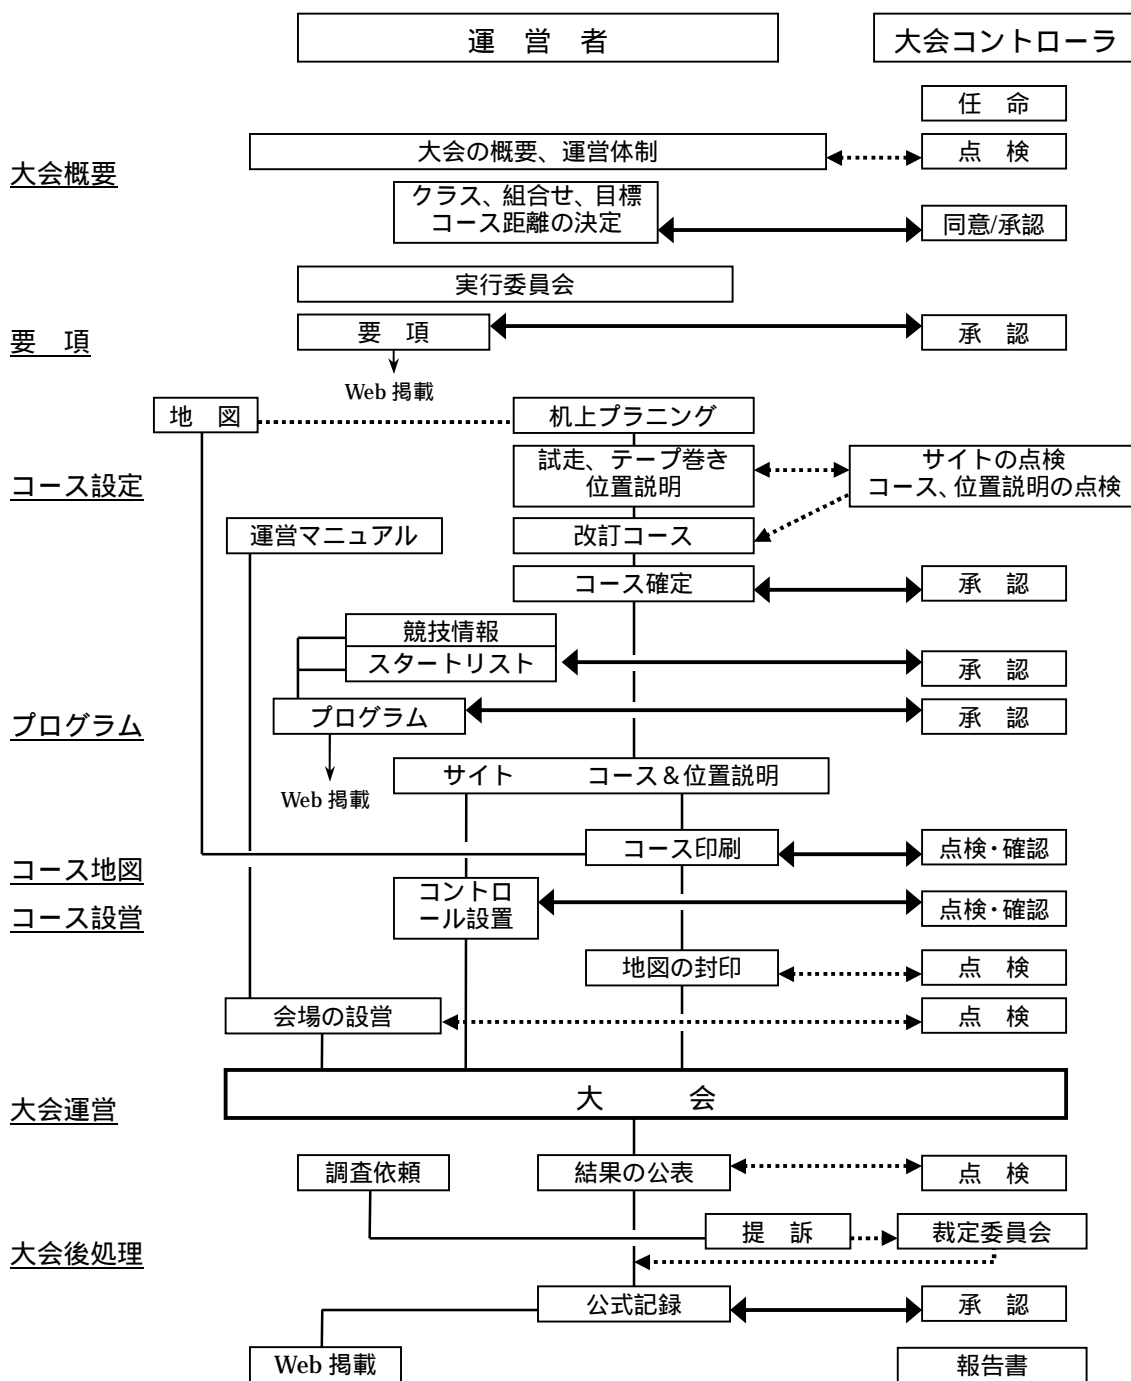 運　営　者
大会コントローラ
任　命
大会概要
大会の概要、運営体制
点　検
クラス、組合せ、目標
コース距離の決定
同意/承認
実行委員会
要　項
要　項
承　認
Web 掲載
地　図
机上プラニング
コース設定
試走、テープ巻き
位置説明
サイトの点検
コース、位置説明の点検
運営マニュアル
改訂コース
コース確定
承　認
競技情報
スタートリスト
承　認
プログラム
プログラム
承　認
サイト　　　コース＆位置説明
Web 掲載
コース地図
コース印刷
点検・確認
コース設営
コントロ
ール設置
点検・確認
地図の封印
点　検
会場の設営
点　検
大会運営
大　　　会
調査依頼
結果の公表
点　検
大会後処理
提　訴
裁定委員会
公式記録
承　認
Web 掲載
報告書